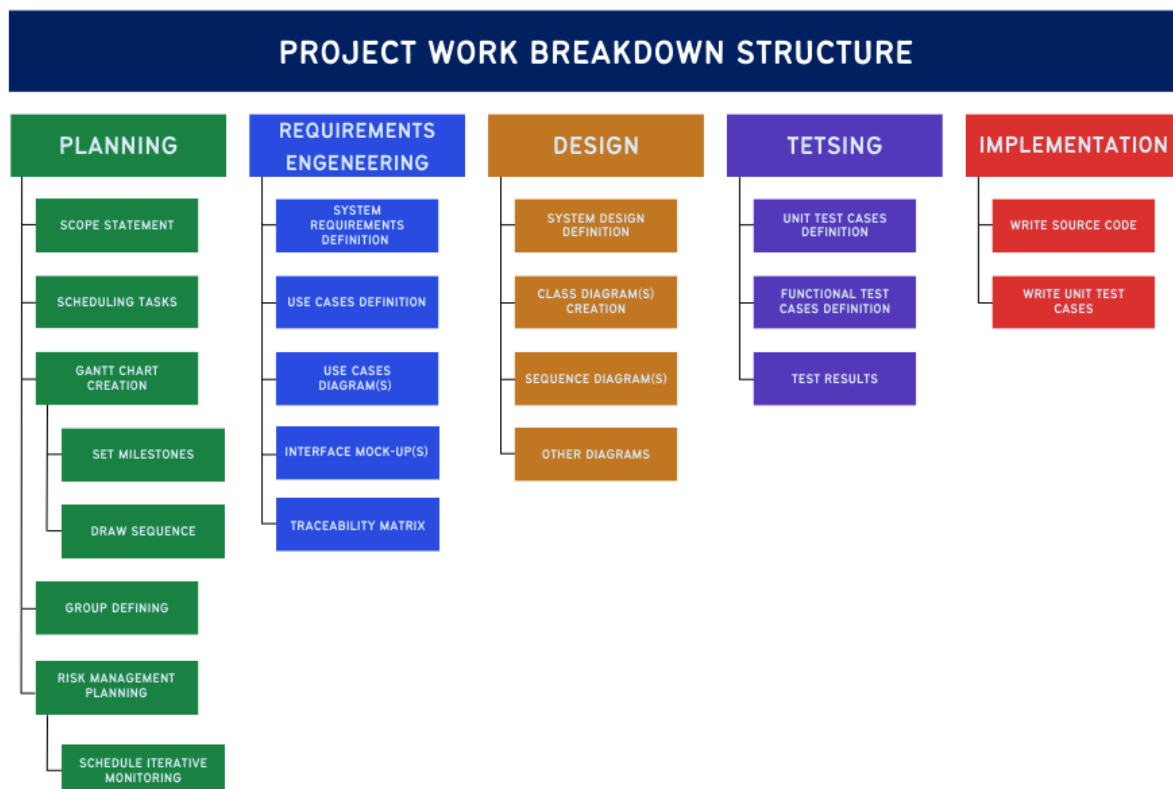 PROJECT WORK BREAKDOWN STRUCTURE
PLANNING
SCOPE STATEMENT
SCHEDULING TASKS
GANTT CHART
CREATION
SET MILESTONES
DRAW SEQUENCE
GROUP DEFINING
RISK MANAGEMENT
PLANNING
SCHEDULE ITERATIVE
MONITORING
REQUIREMENTS
ENGENEERING
SYSTEM
REQUIREMENTS
DEFINITION
USE CASES DEFINITION
USE CASES
DIAGRAM(S)
INTERFACE MOCK-UP(S)
TRACEABILITY MATRIX
DESIGN
SYSTEM DESIGN
DEFINITION
CLASS DIAGRAM(S)
CREATION
SEQUENCE DIAGRAM(S)
OTHER DIAGRAMS
TETSING
UNIT TEST CASES
DEFINITION
FUNCTIONAL TEST
CASES DEFINITION
TEST RESULTS
IMPLEMENTATION
WRITE SOURCE CODE
WRITE UNIT TEST
CASES